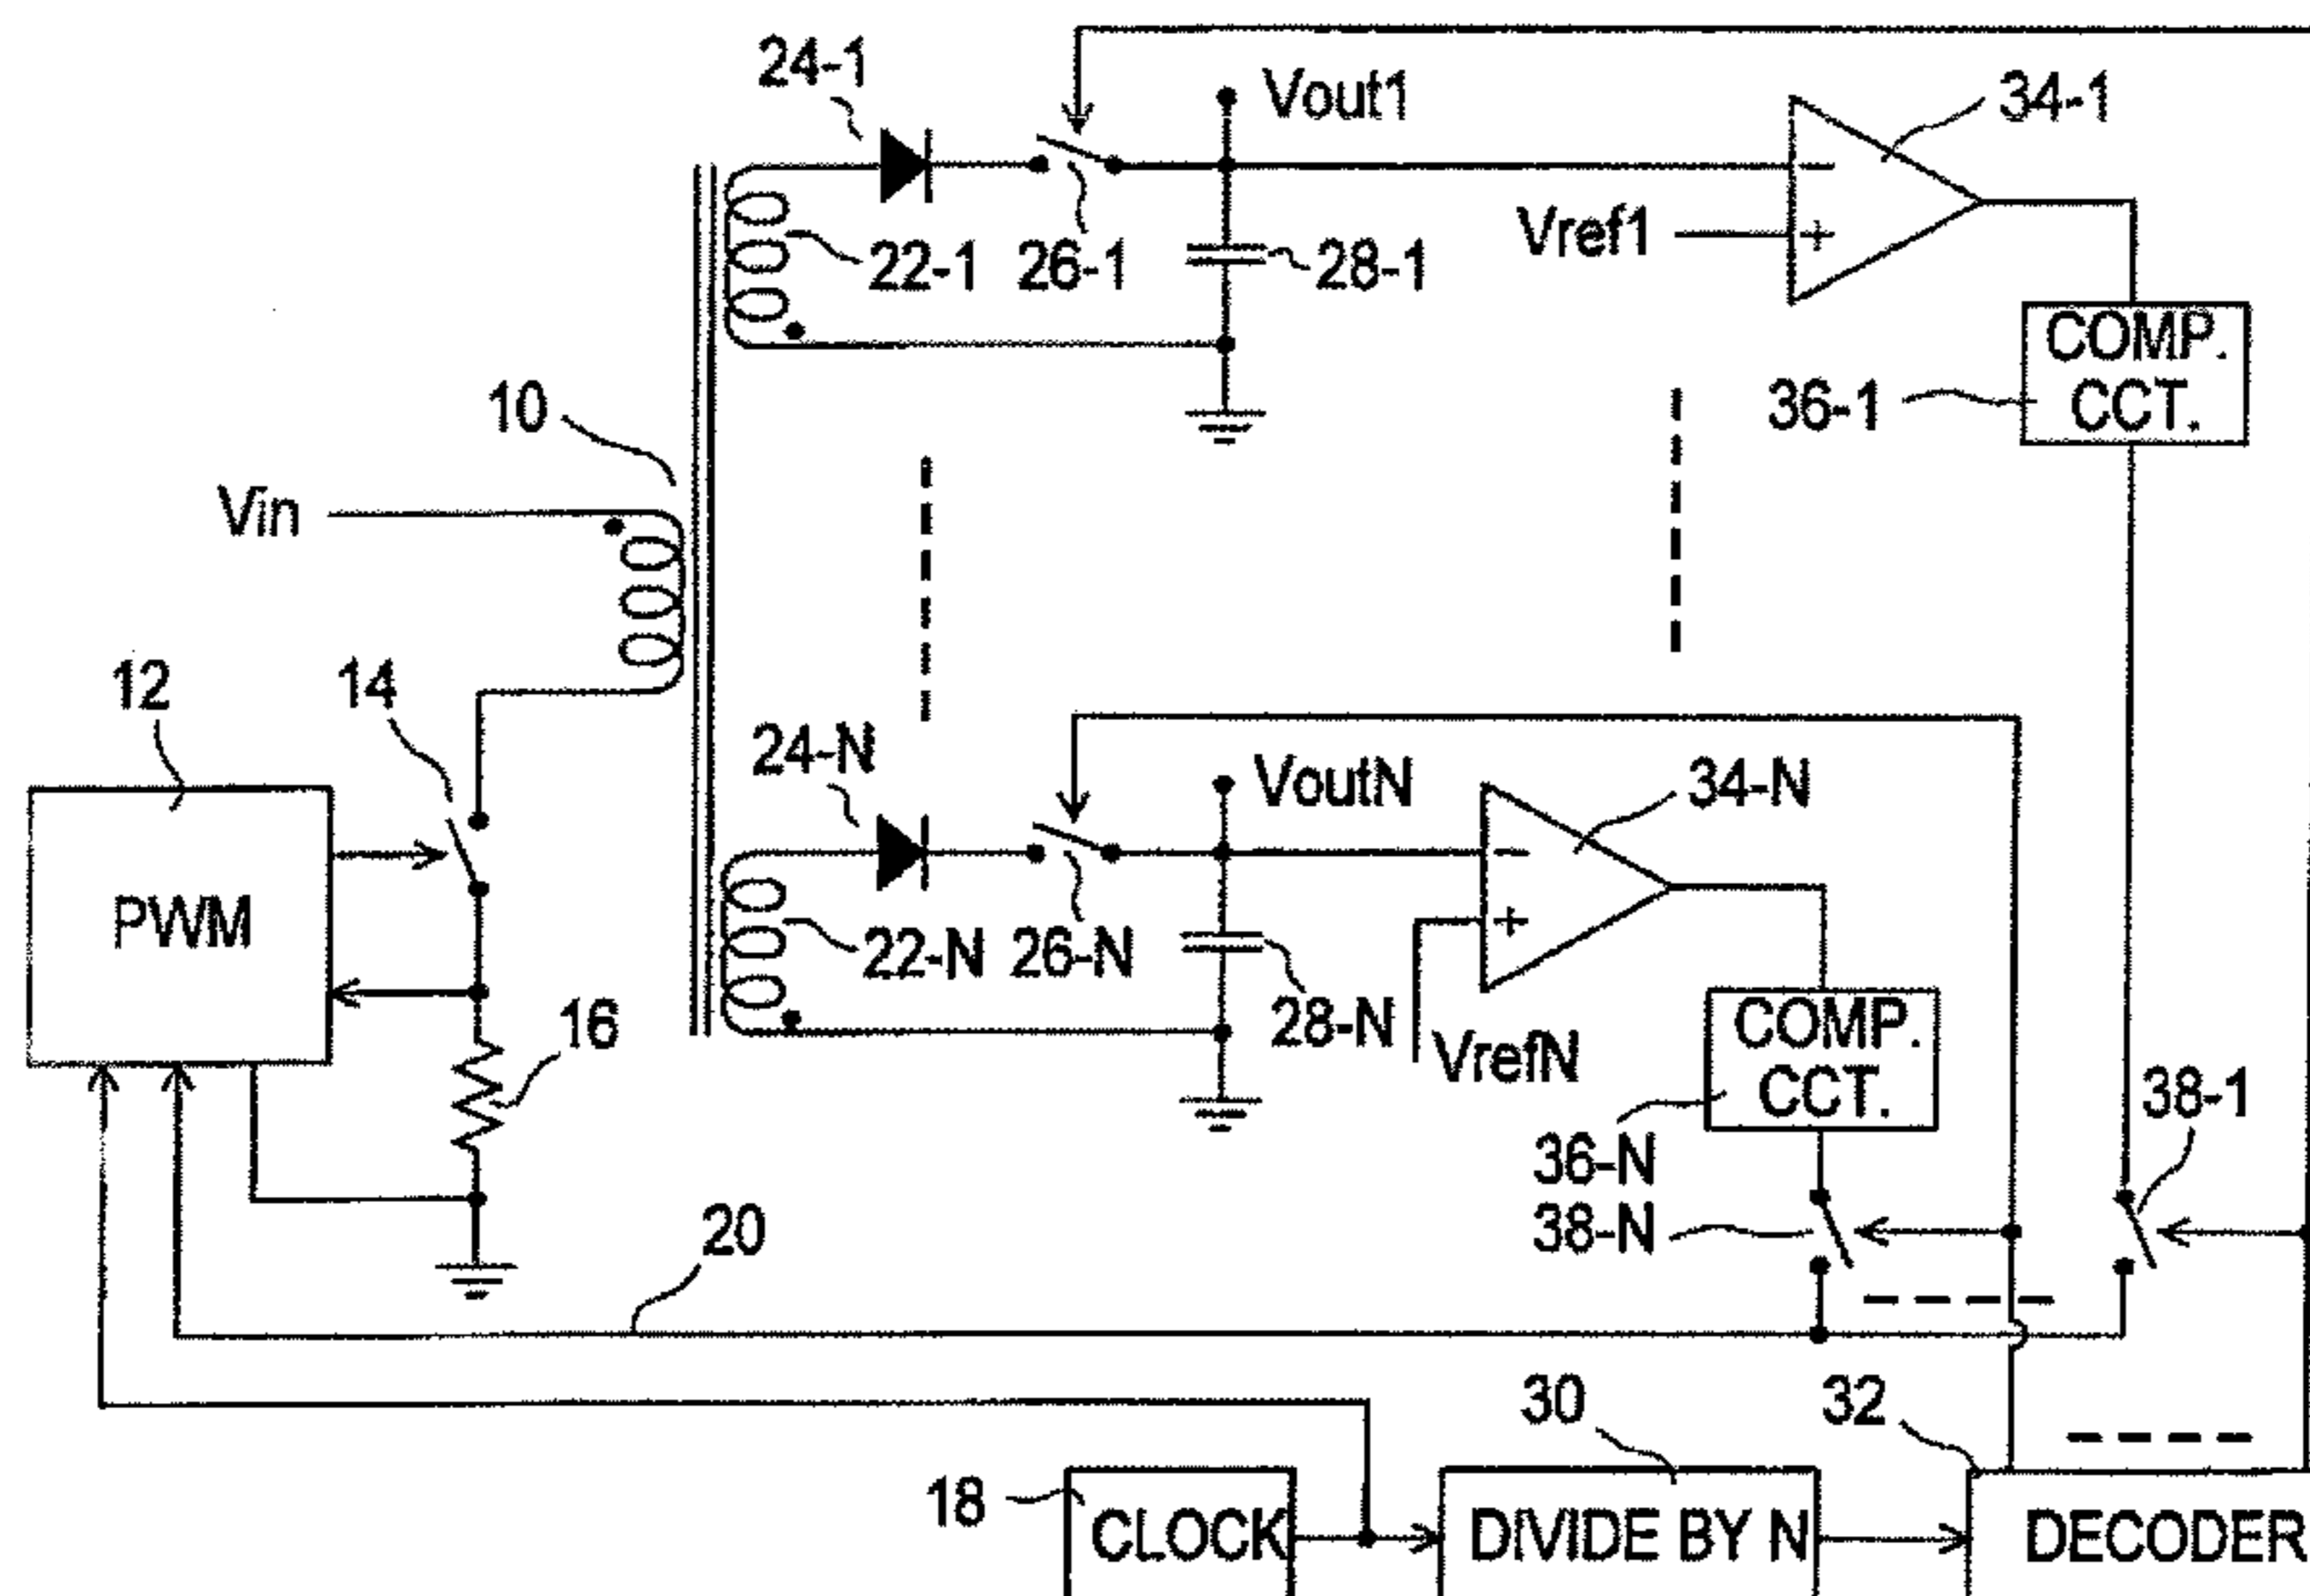 24-1
Vout1
34-1
Vref1
22-1
26-1
28-1
COMP.
CCT.
36-1
10
Vin
12
14
24-N
VoutN
34-N
PWM
22-N
26-N
28-N
VrefN
16
COMP.
CCT.
36-N
38-1
38-N
20
30
32
18
CLOCK
DIVIDE BY N
DECODER